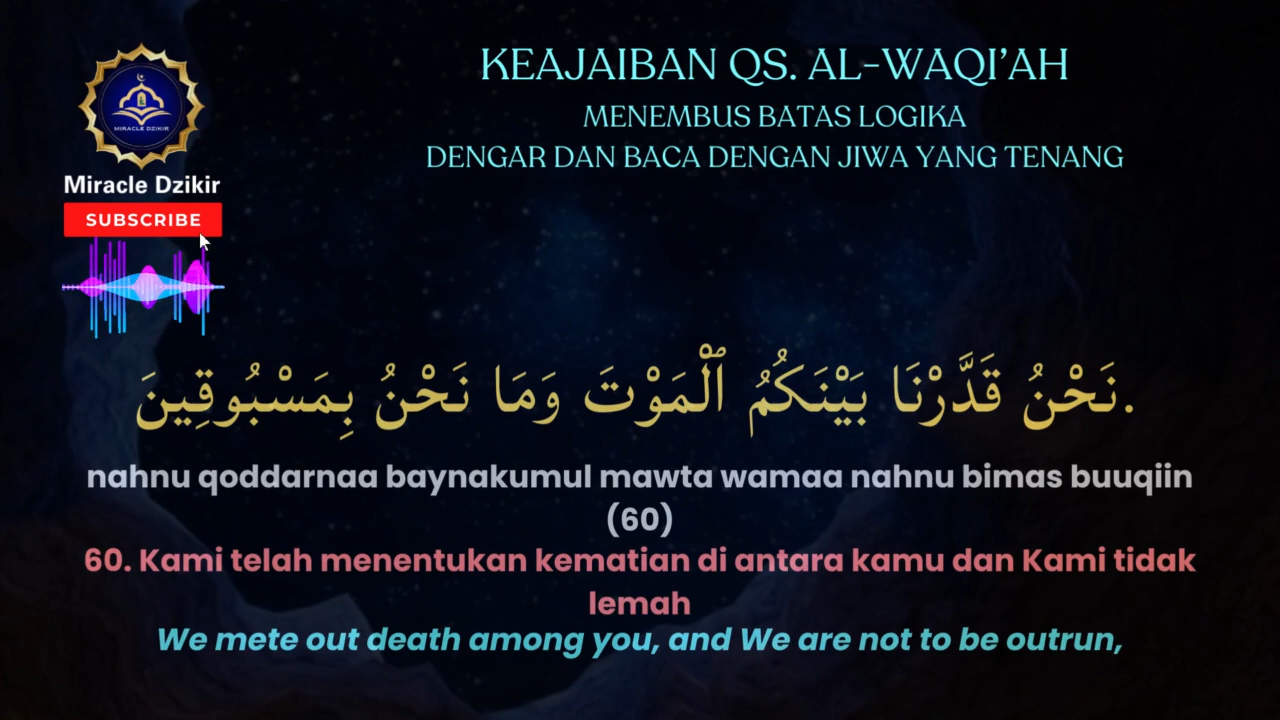 KEAJAIBAN QS. AL-WAQI'AH
MENEMBUS BATAS LOGIKA
DENGAR DAN BACA DENGAN JIWA YANG TENANG
MIRACLE DZIKIR
Miracle Dzikir
SUBSCRIBE
نَحْنُ قَدَّرْنَا بَيْنَكُمُ ٱلْمَوْتَ وَمَا نَحْنُ بِمَسْبُوقِينَ.
nahnu qoddarnaa baynakumul mawta wamaa nahnu bimas buuqiin
(60)
60. Kami telah menentukan kematian di antara kamu dan Kami tidak
lemah
We mete out death among you, and We are not to be outrun,